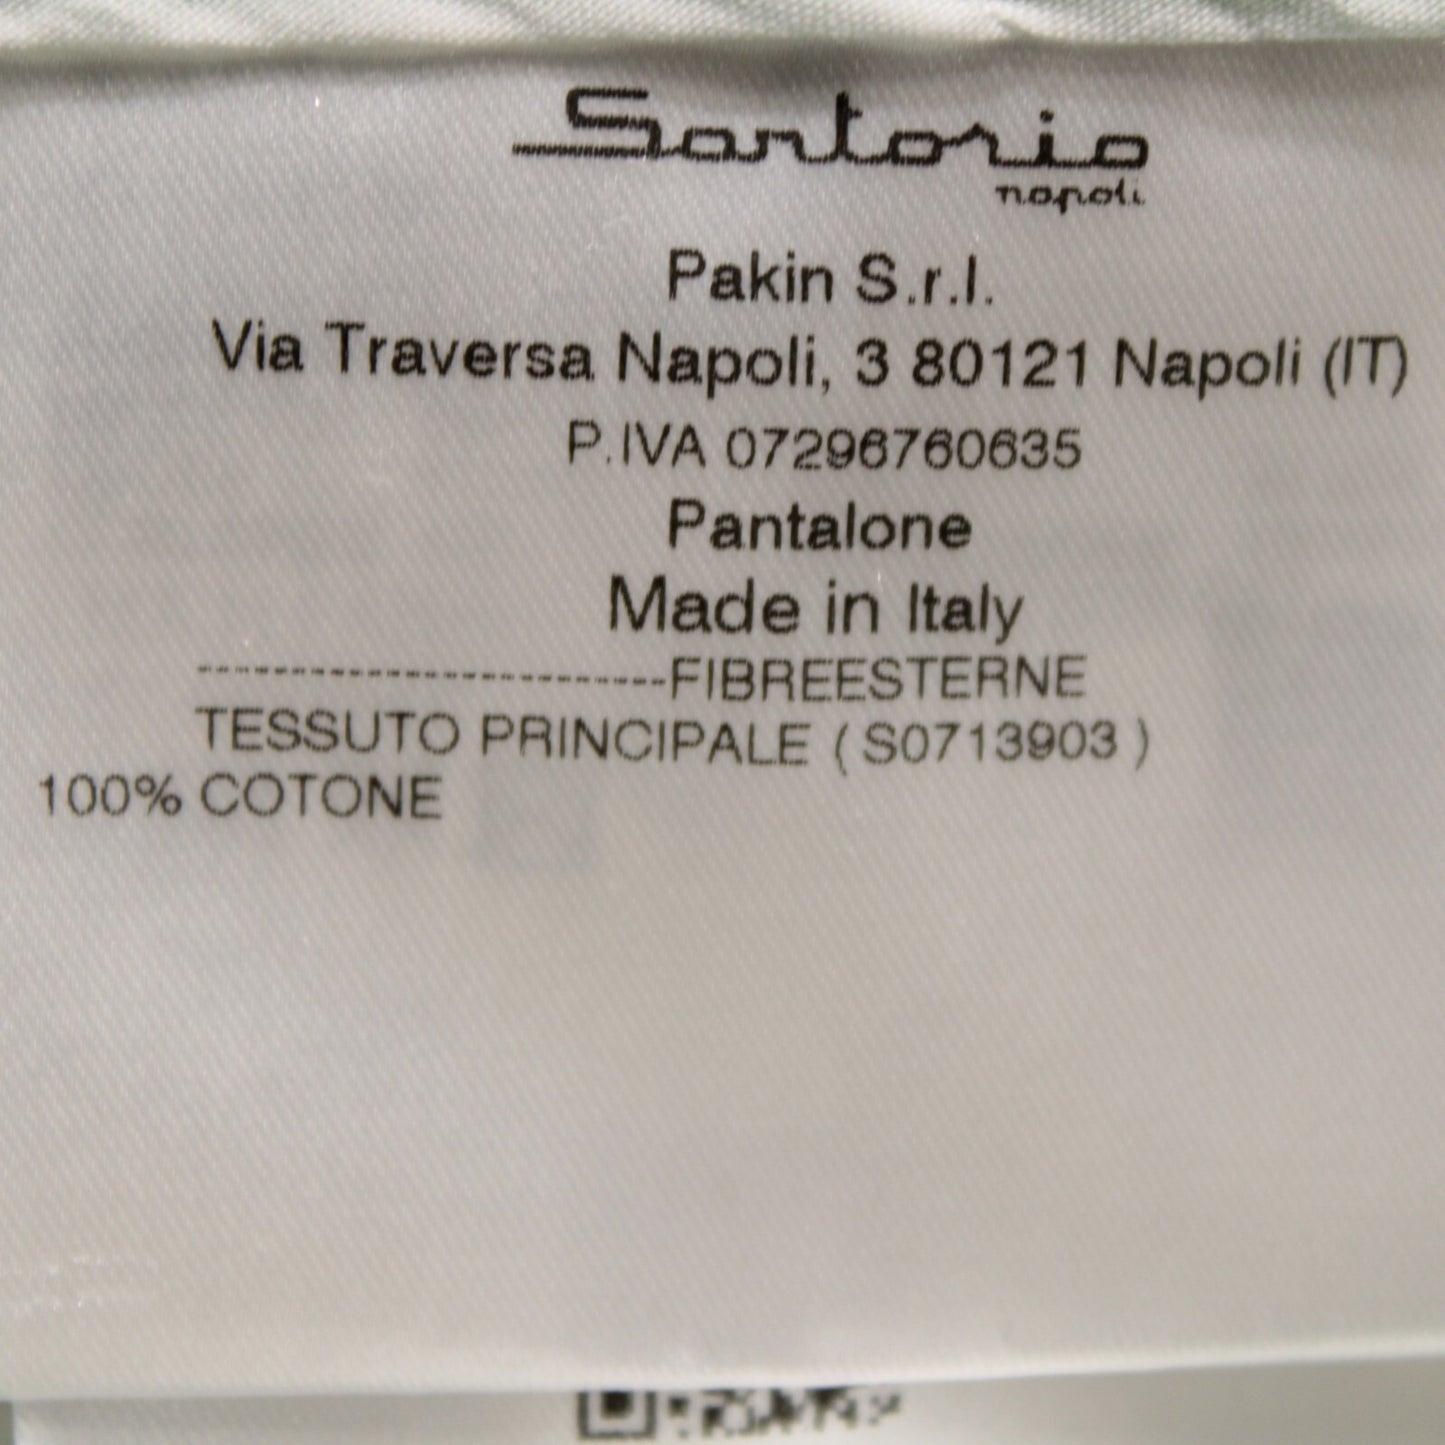 Sartorio
napoli
Pakin S.r.l.
Via Traversa Napoli, 3 80121 Napoli (IT)
P.IVA 07296760635
Pantalone
Made in Italy
-------------------------FIBREESTERNE
TESSUTO PRINCIPALE ( S0713903 )
100% COTONE